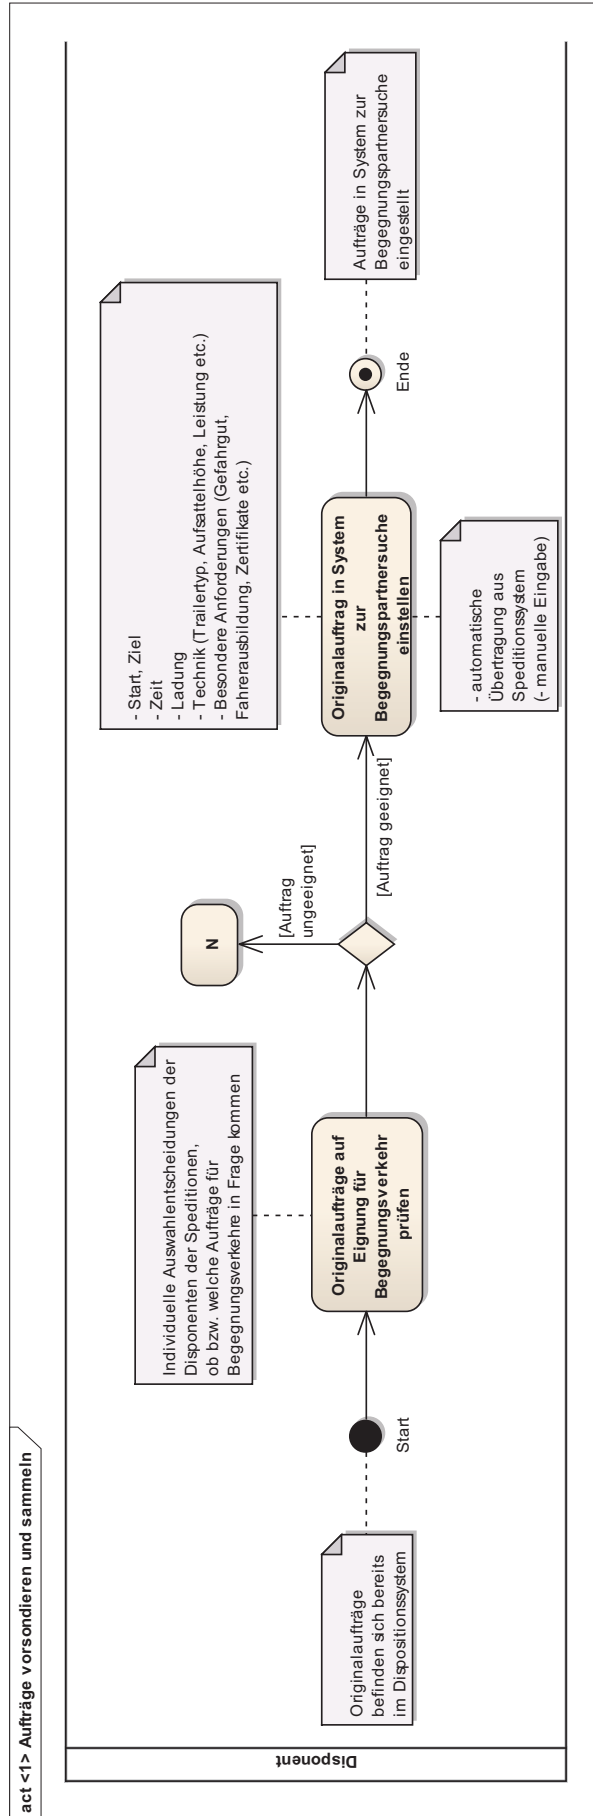 act <1> Aufträge vorsondieren und sammeln
Disponent
Originalaufträge
befinden sich bereits
im Dispositionssystem
Start
Individuelle Auswahlentscheidungen der
Disponenten der Speditionen,
ob bzw. welche Aufträge für
Begegnungsverkehre in Frage kommen
Originalaufträge auf
Eignung für
Begegnungsverkehr
prüfen
N
[Auftrag
ungeeignet]
[Auftrag geeignet]
- Start, Ziel
- Zeit
- Ladung
- Technik (Trailertyp, Aufsattelhöhe, Leistung etc.)
- Besondere Anforderungen (Gefahrgut,
Fahrerausbildung, Zertifikate etc.)
Originalauftrag in System
zur
Begegnungspartnersuche
einstellen
- automatische
Übertragung aus
Speditionssystem
(- manuelle Eingabe)
Ende
Aufträge in System zur
Begegnungspartnersuche
eingestellt